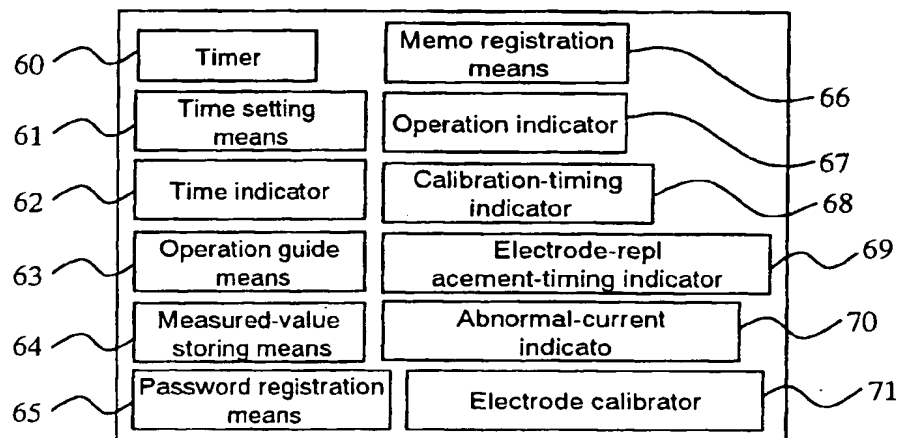 60
Timer
61
Time setting
means
62
Time indicator
63
Operation guide
means
64
Measured-value
storing means
65
Password registration
means
Memo registration
means
66
Operation indicator
67
Calibration-timing
indicator
68
Electrode-repl
acement-timing indicator
69
Abnormal-current
indicato
70
Electrode calibrator
71